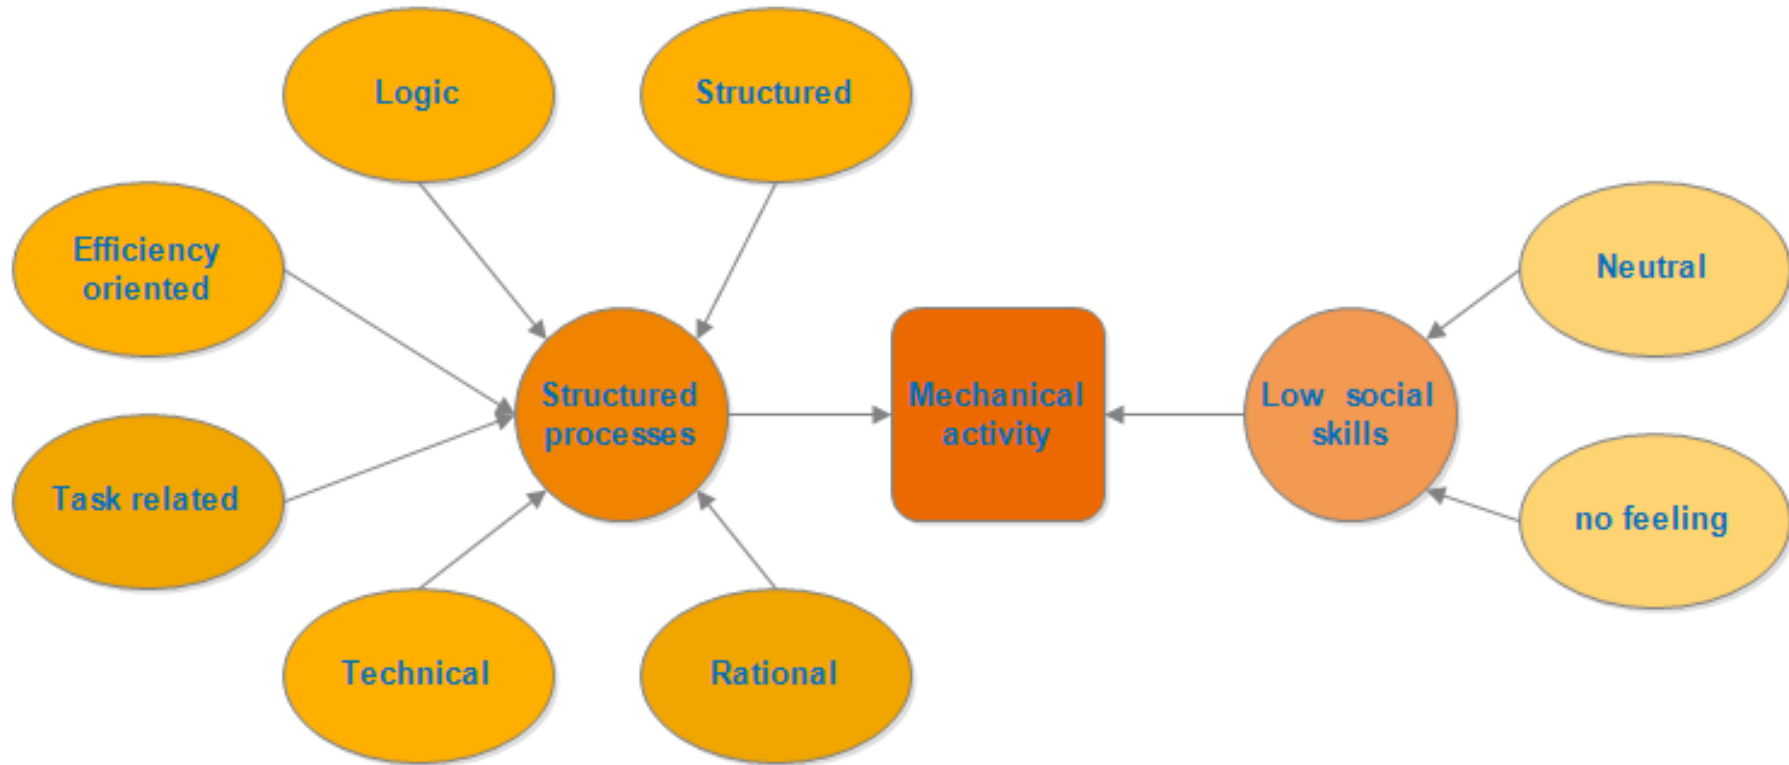 Logic
Structured
Efficiency
oriented
Neutral
Structured
processes
Mechanical
activity
Low social
skills
Task related
no feeling
Technical
Rational